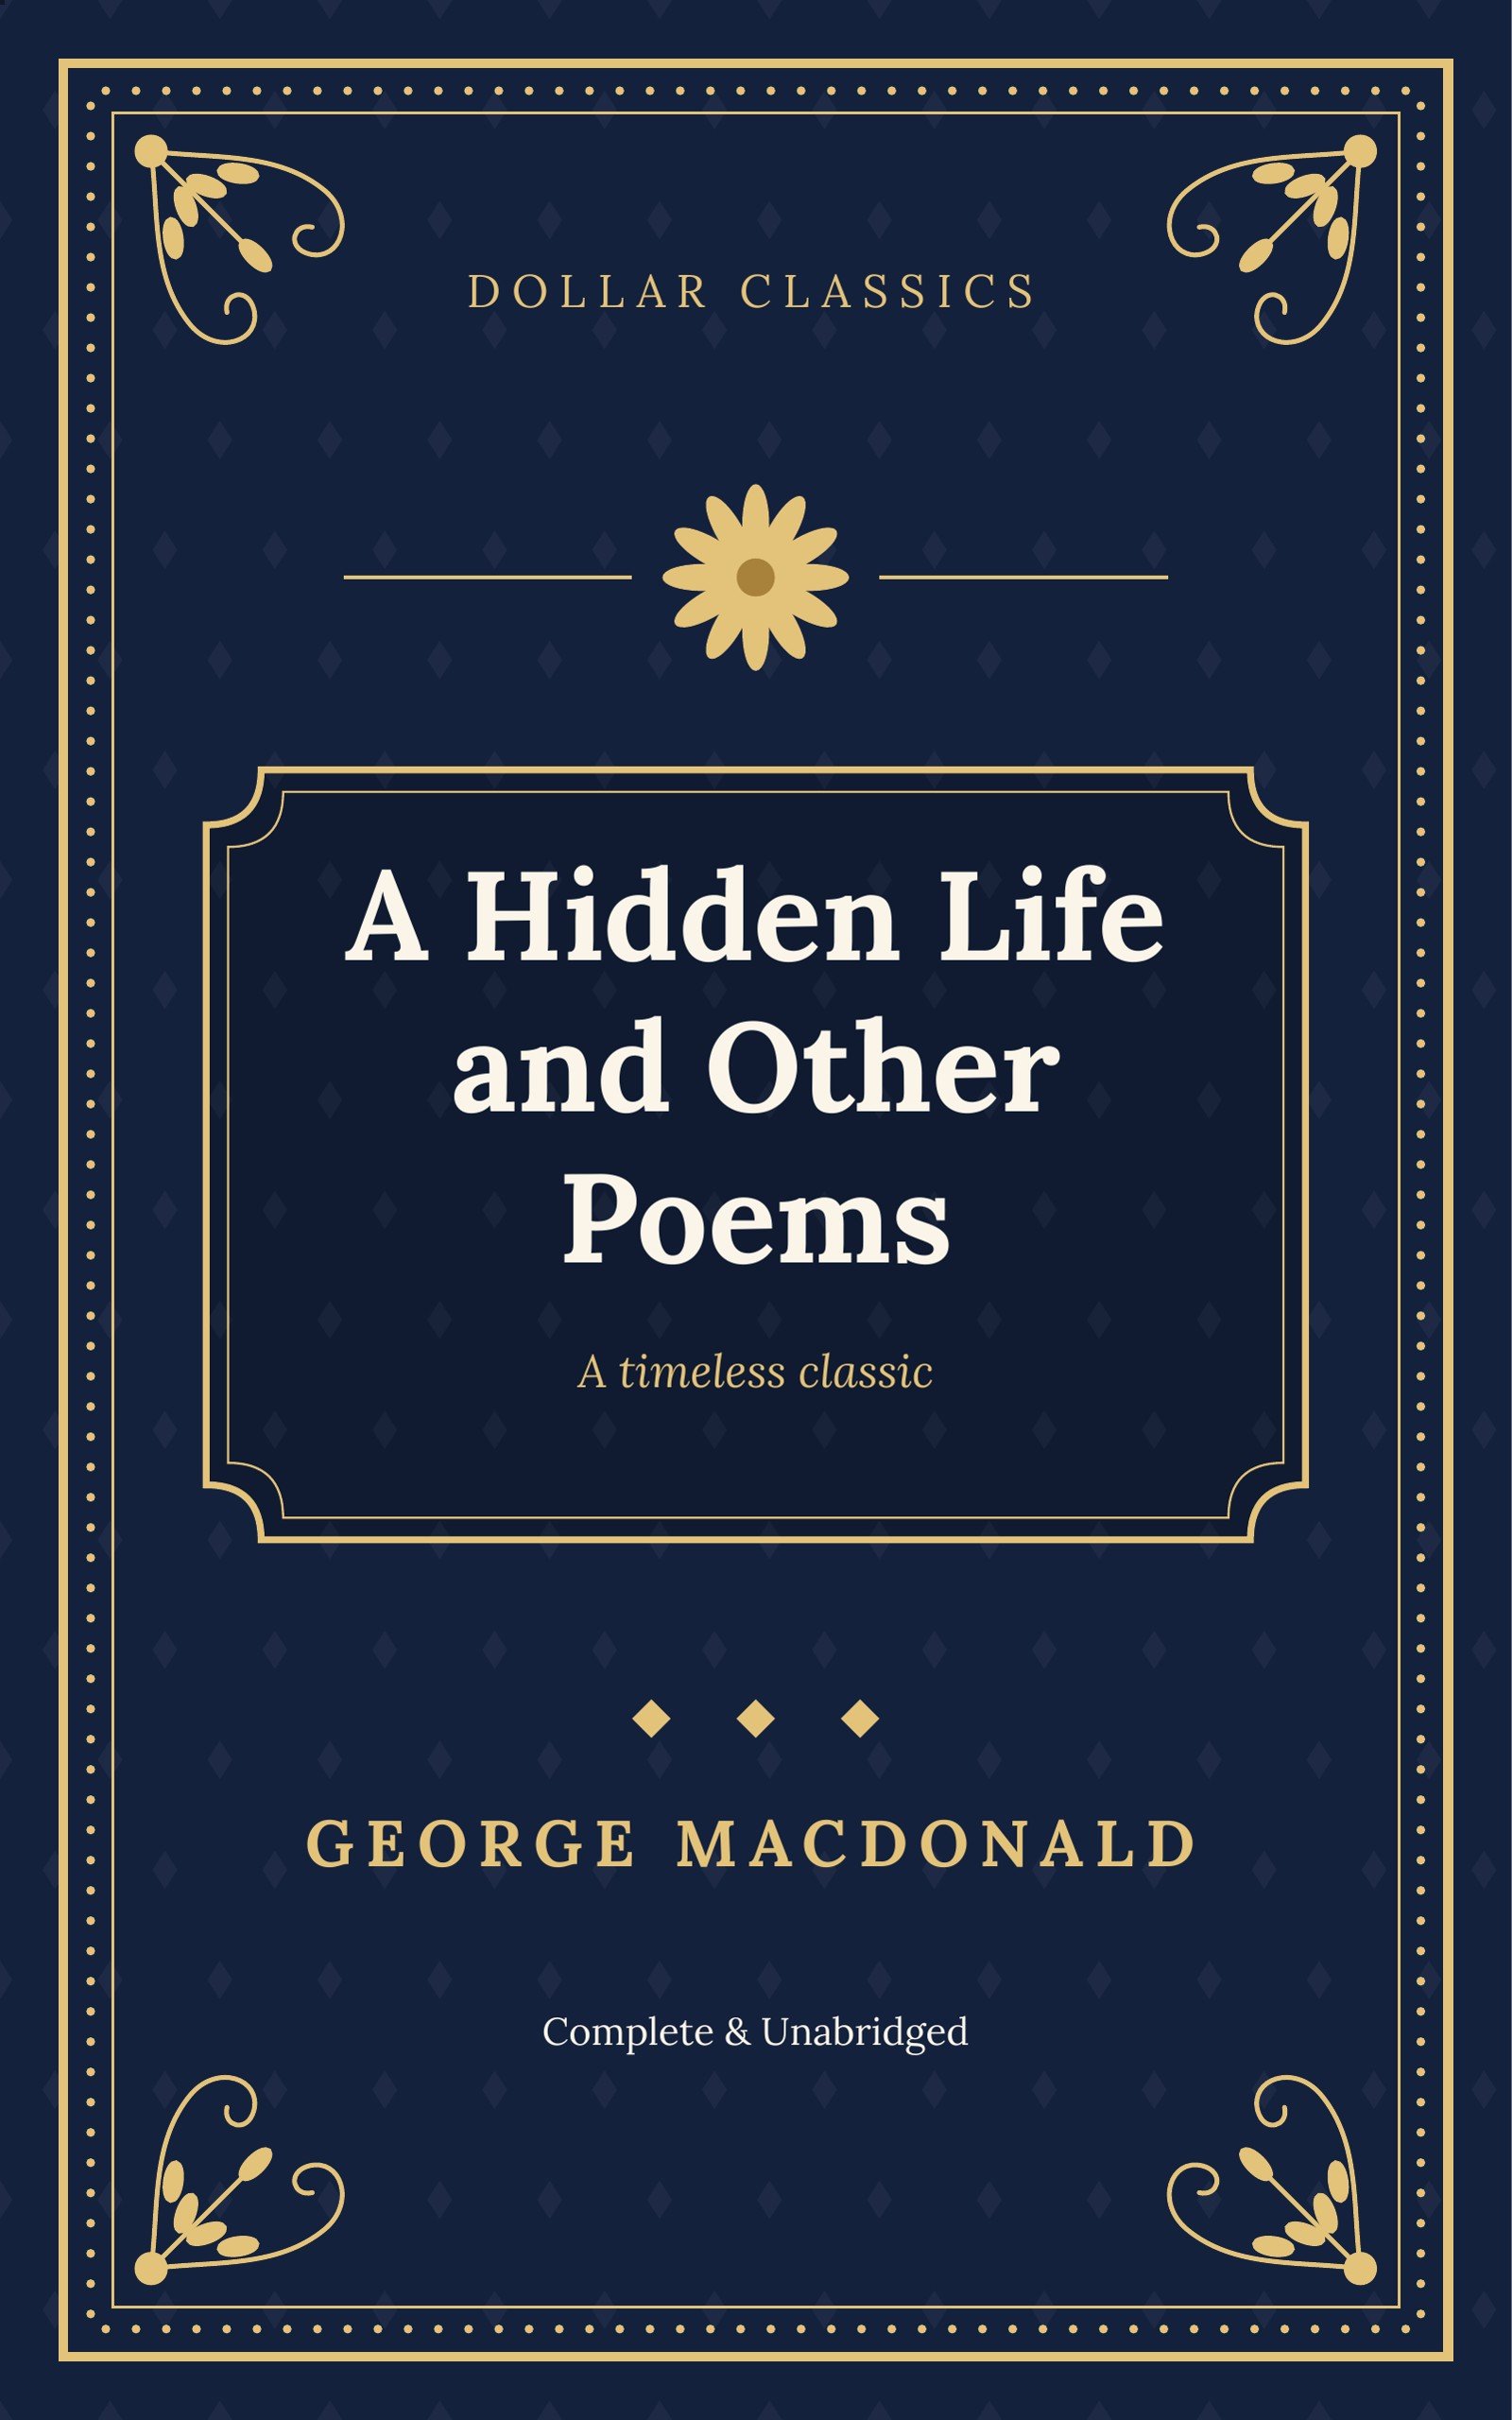 DOLLAR CLASSICS
A Hidden Life
and Other
Poems
A timeless classic
GEORGE MACDONALD
Complete & Unabridged